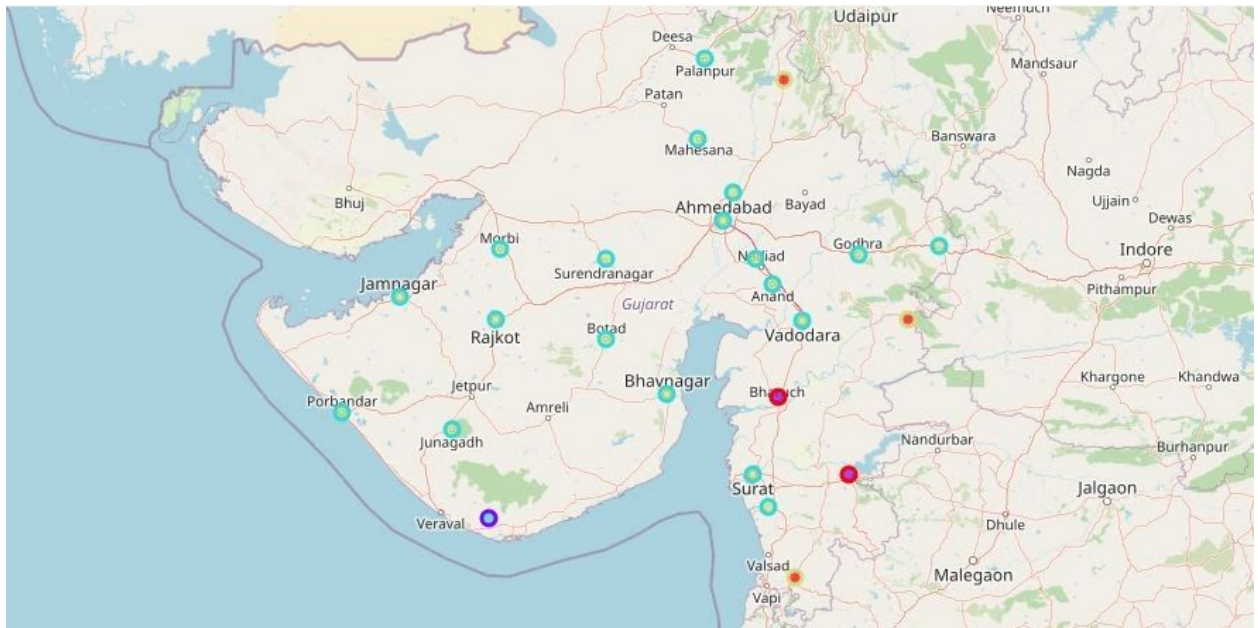 Neemuch
Udaipur
Deesa
Palanpur
Mandsaur
Patan
Banswara
Mahesana
Nagda
Bhuj
Ahmedabad
Bayad
Ujjain
Dewas
Morbi
Godhra
Indore
Nadiad
Surendranagar
Jamnagar
Anand
Pithampur
Gujarat
Rajkot
Botad
Vadodara
Bhavnagar
Jetpur
Bharuch
Khargone
Khandwa
Porbandar
Amreli
Junagadh
Nandurbar
Burhanpur
Surat
Jalgaon
Veraval
Dhule
Valsad
Malegaon
Vapi